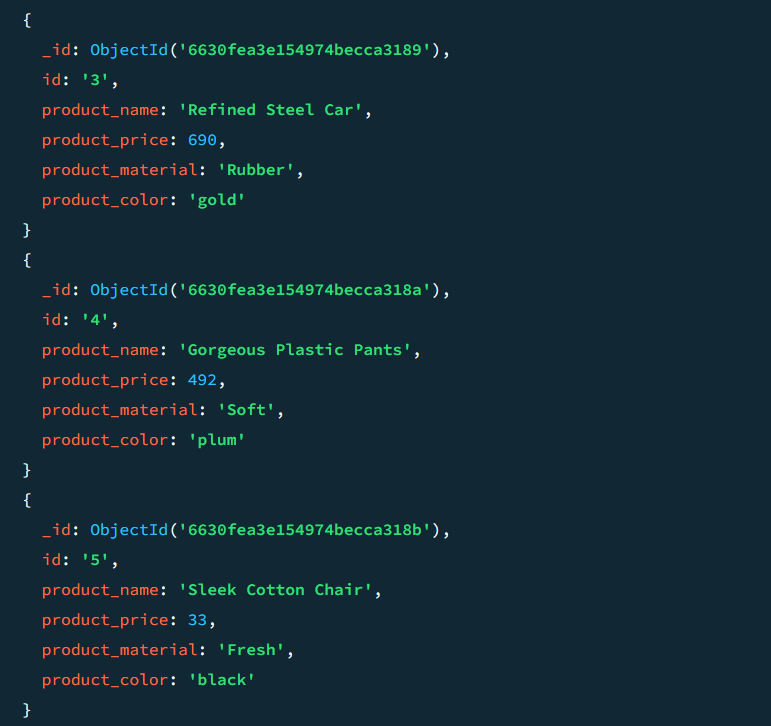 {
  _id: ObjectId('6630fea3e154974becca3189'),
  id: '3',
  product_name: 'Refined Steel Car',
  product_price: 690,
  product_material: 'Rubber',
  product_color: 'gold'
}
{
  _id: ObjectId('6630fea3e154974becca318a'),
  id: '4',
  product_name: 'Gorgeous Plastic Pants',
  product_price: 492,
  product_material: 'Soft',
  product_color: 'plum'
}
{
  _id: ObjectId('6630fea3e154974becca318b'),
  id: '5',
  product_name: 'Sleek Cotton Chair',
  product_price: 33,
  product_material: 'Fresh',
  product_color: 'black'
}